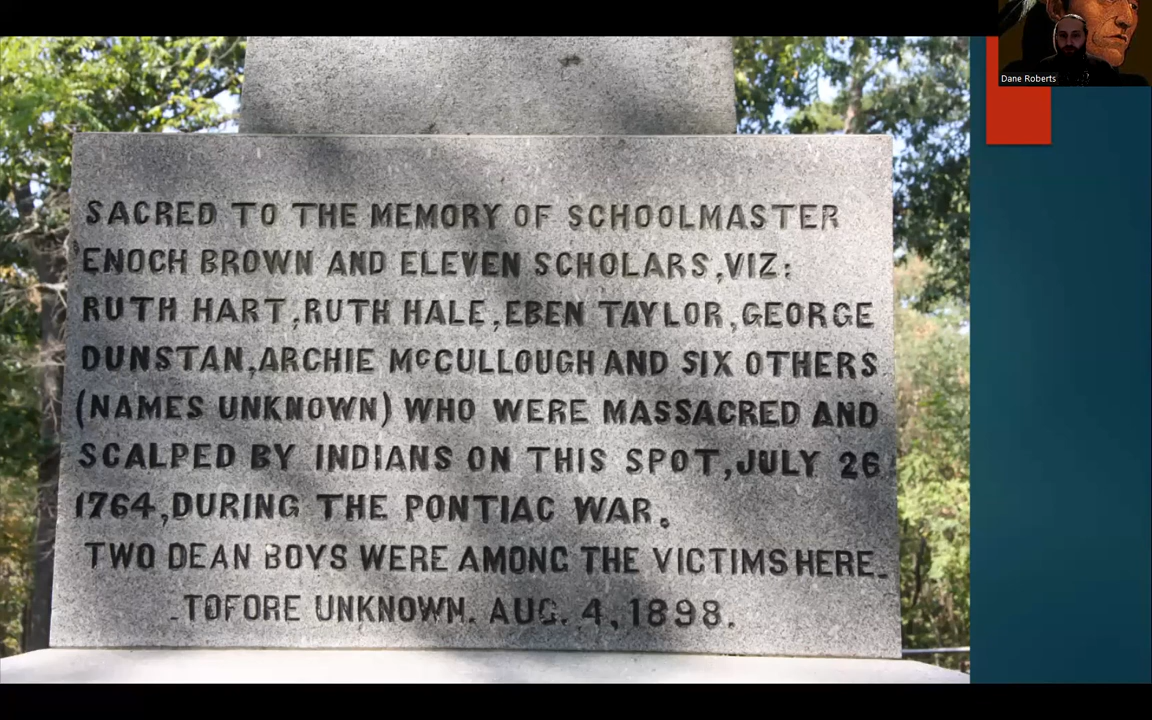 Dane Roberts
SACRED TO THE MEMORY OF SCHOOLMASTER
ENOCH BROWN AND ELEVEN SCHOLARS, VIZ:
RUTH HART, RUTH HALE, EBEN TAYLOR, GEORGE
DUNSTAN, ARCHIE McCULLOUGH AND SIX OTHERS
(NAMES UNKNOWN) WHO WERE MASSACRED AND
SCALPED BY INDIANS ON THIS SPOT, JULY 26
1764, DURING THE PONTIAC WAR.
TWO DEAN BOYS WERE AMONG THE VICTIMS HERE-
-TOFORE UNKNOWN. AUG. 4, 1898.